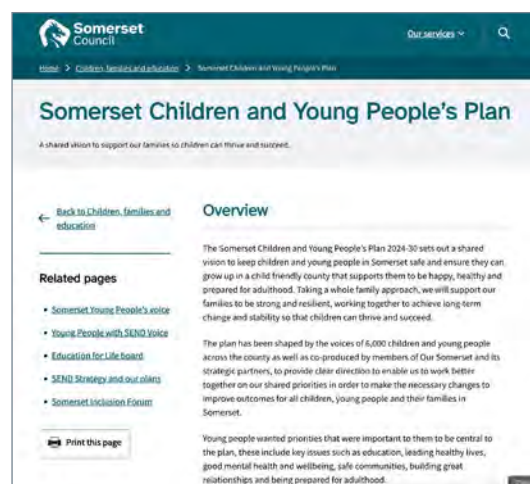 Somerset
Council
Our services
Home > Children, families and education > Somerset Children and Young People's Plan
Somerset Children and Young People's Plan
A shared vision to support our families so children can thrive and succeed.
← Back to Children, families and
education
Related pages
• Somerset Young People's voice
• Young People with SEND Voice
• Education for Life board
• SEND Strategy and our plans
• Somerset Inclusion Forum
Print this page
Overview
The Somerset Children and Young People's Plan 2024-30 sets out a shared
vision to keep children and young people in Somerset safe and ensure they can
grow up in a child friendly county that supports them to be happy, healthy and
prepared for adulthood. Taking a whole family approach, we will support our
families to be strong and resilient, working together to achieve long-term
change and stability so that children can thrive and succeed.
The plan has been shaped by the voices of 6,000 children and young people
across the county as well as co-produced by members of Our Somerset and its
strategic partners, to provide clear direction to enable us to work better
together on our shared priorities in order to make the necessary changes to
improve outcomes for all children, young people and their families in
Somerset.
Young people wanted priorities that were important to them to be central to
the plan, these include key issues such as education, leading healthy lives,
good mental health and wellbeing, safe communities, building great
relationships and being prepared for adulthood.